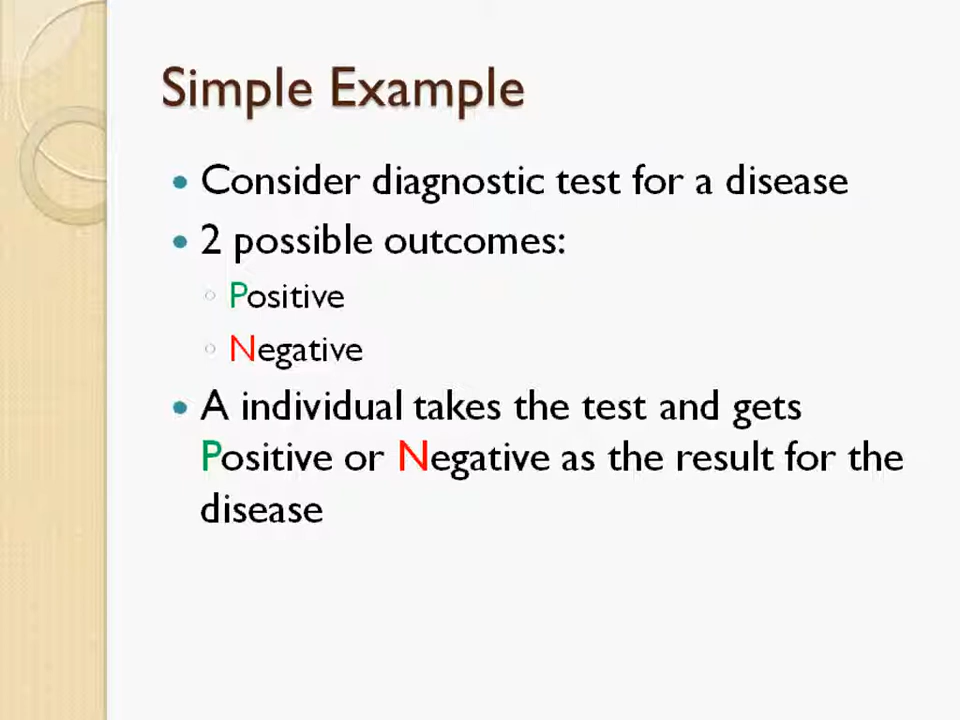 Simple Example
• Consider diagnostic test for a disease
• 2 possible outcomes:
◦ Positive
◦ Negative
• A individual takes the test and gets
Positive or Negative as the result for the
disease